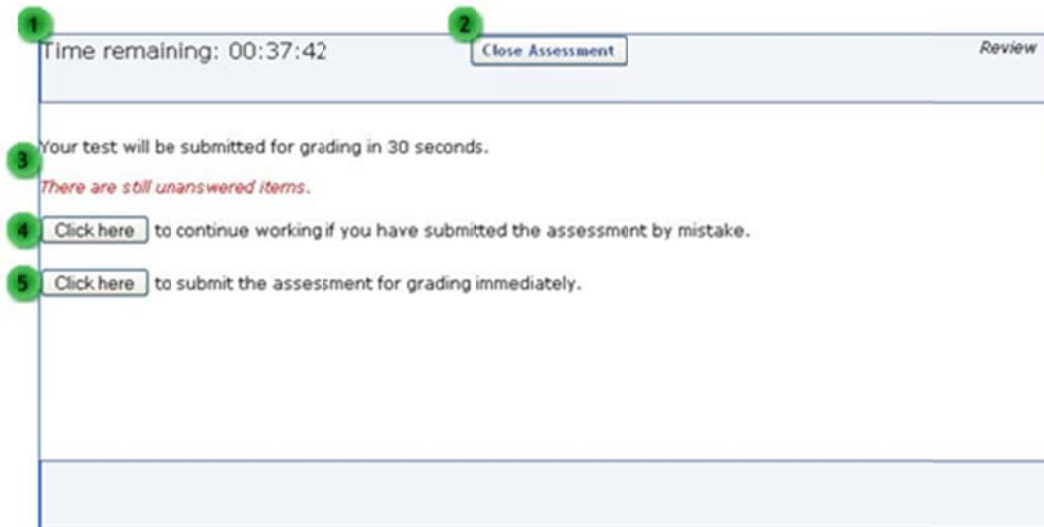 1 2
Time remaining: 00:37:42 Close Assessment Review
3 Your test will be submitted for grading in 30 seconds.
There are still unanswered items.
4 Click here to continue working if you have submitted the assessment by mistake.
5 Click here to submit the assessment for grading immediately.